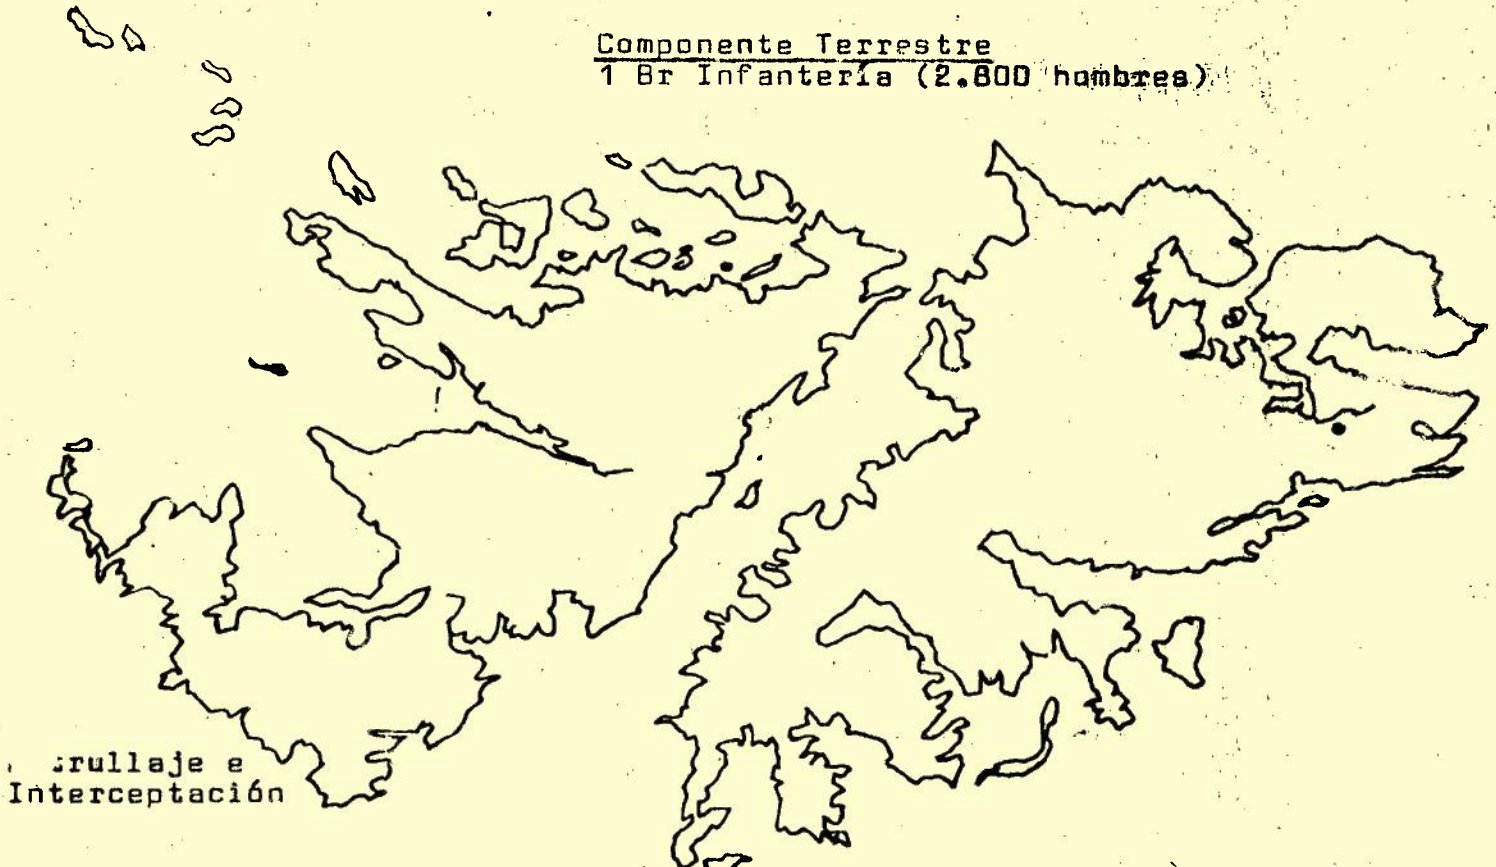 Componente Terrestre
1 Br Infantería (2.800 hombres)
e
Interceptación